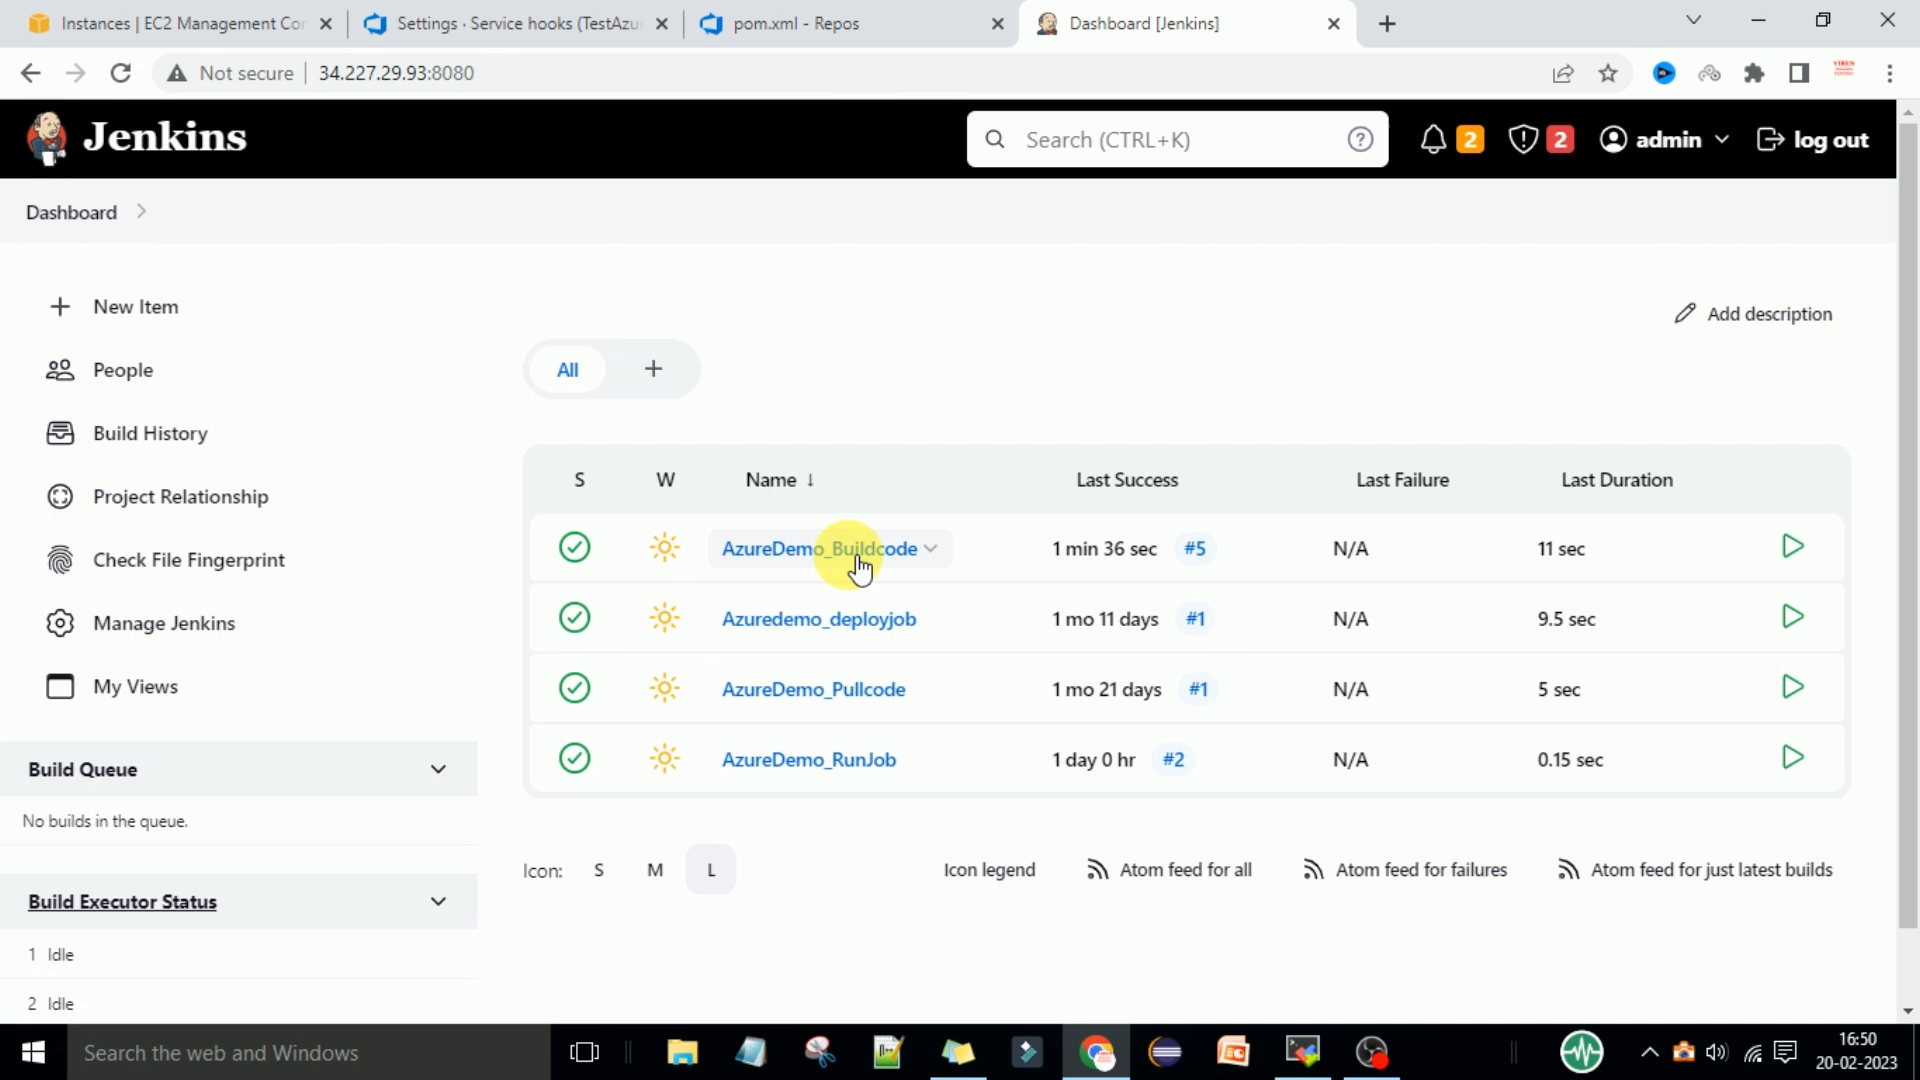 Instances | EC2 Management Cor
Settings · Service hooks (TestAzu
pom.xml - Repos
Dashboard [Jenkins]
Not secure
34.227.29.93:8080
Jenkins
Search (CTRL+K)
2
2
admin
log out
Dashboard
New Item
People
Build History
Project Relationship
Check File Fingerprint
Manage Jenkins
My Views
Build Queue
No builds in the queue.
Build Executor Status
1 Idle
2 Idle
Add description
All +
S W Name ↓ Last Success Last Failure Last Duration
AzureDemo_Buildcode 1 min 36 sec #5 N/A 11 sec
Azuredemo_deployjob 1 mo 11 days #1 N/A 9.5 sec
AzureDemo_Pullcode 1 mo 21 days #1 N/A 5 sec
AzureDemo_RunJob 1 day 0 hr #2 N/A 0.15 sec
Icon: S M L Icon legend Atom feed for all Atom feed for failures Atom feed for just latest builds
Search the web and Windows
16:50
20-02-2023